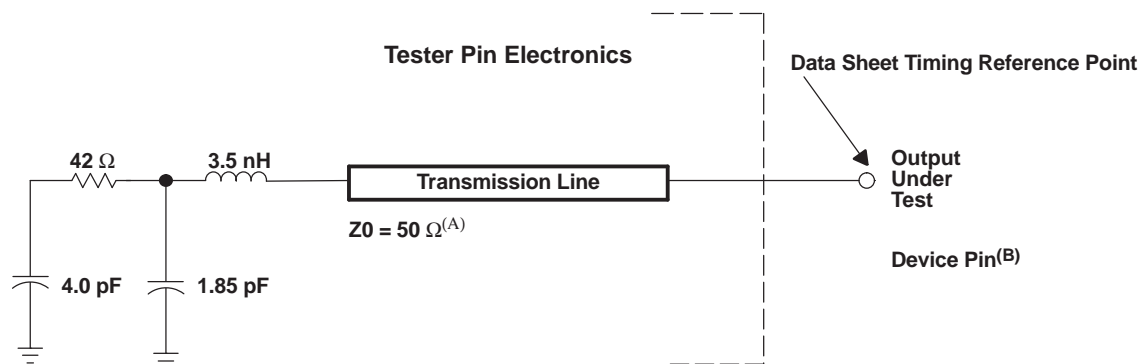 Tester Pin Electronics
Data Sheet Timing Reference Point
42 Ω
3.5 nH
Transmission Line
Output
Under
Test
Z0 = 50 Ω(A)
Device Pin(B)
4.0 pF
1.85 pF